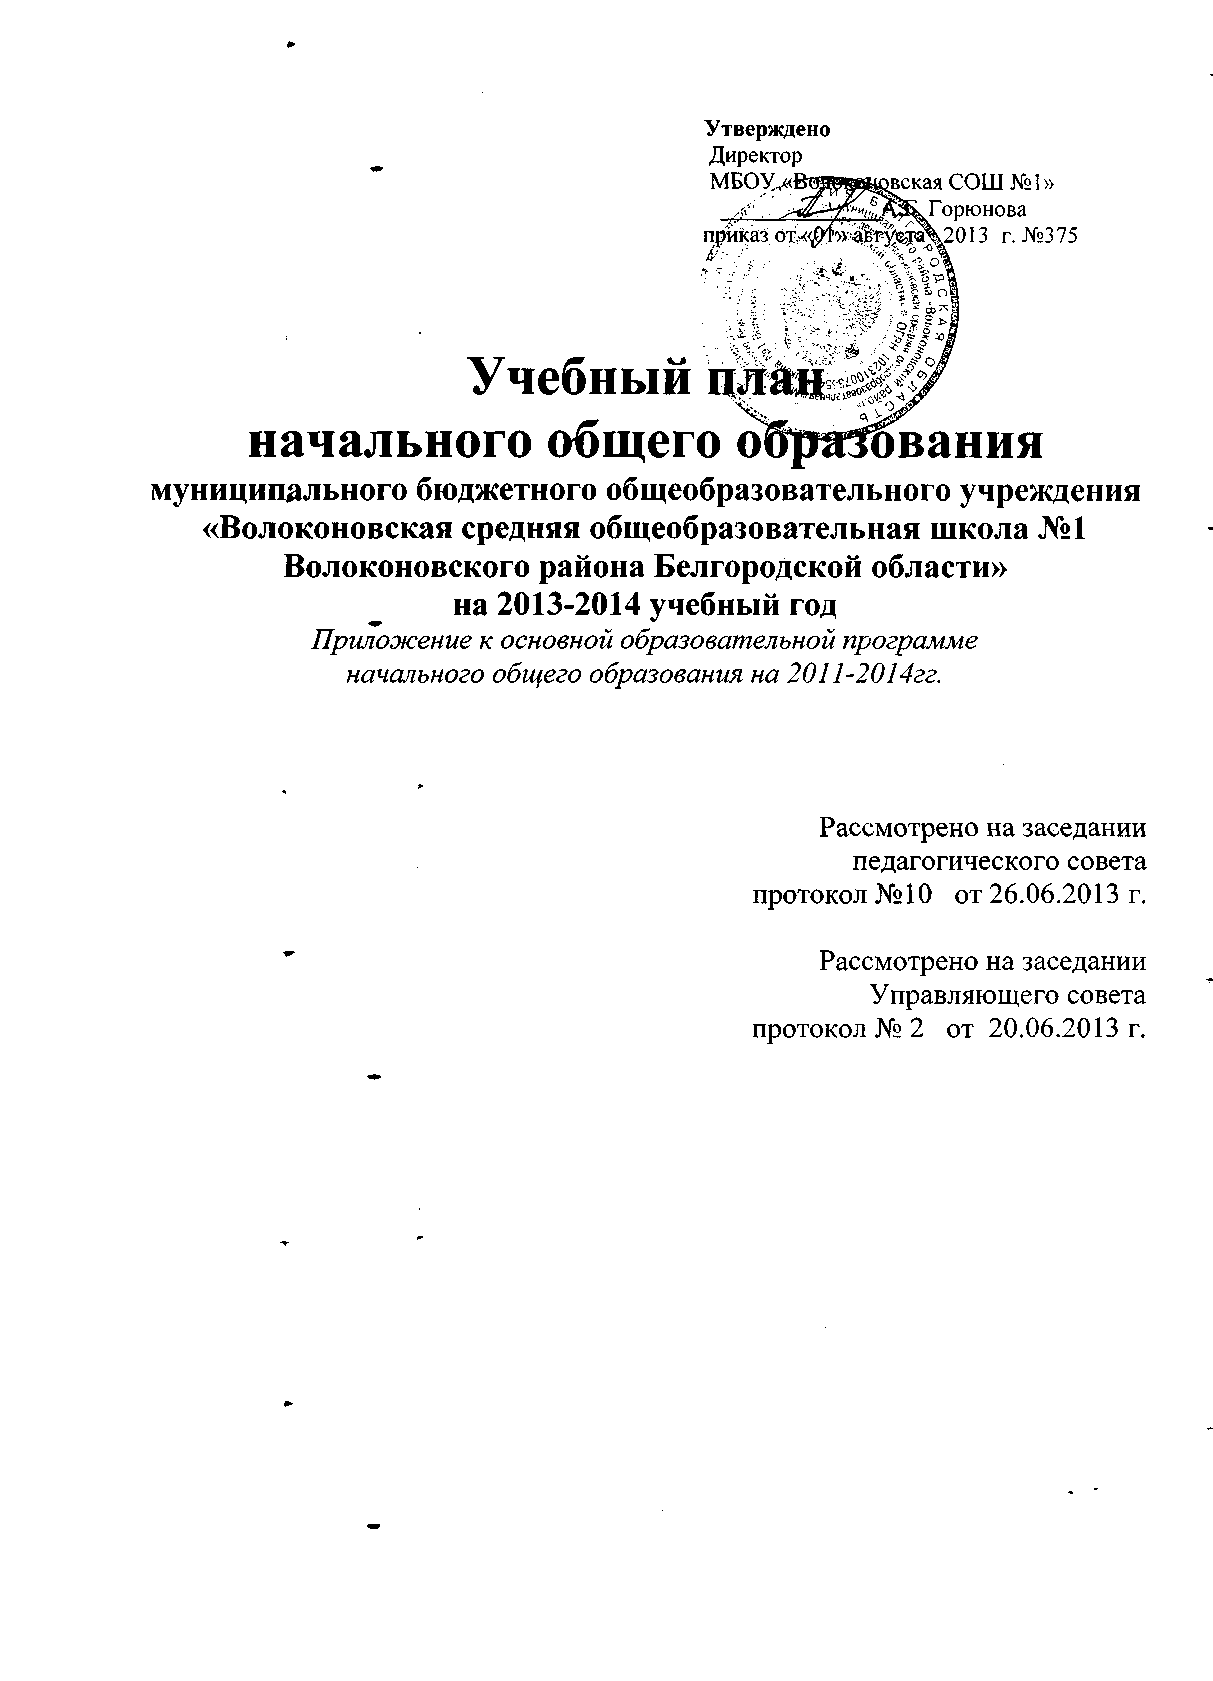 Утверждено
Директор
МБОУ «Волоконовская СОШ №1»
А.Г. Горюнова
приказ от «01» августа 2013 г. №375
Учебный план
начального общего образования
муниципального бюджетного общеобразовательного учреждения
«Волоконовская средняя общеобразовательная школа №1
Волоконовского района Белгородской области»
на 2013-2014 учебный год
Приложение к основной образовательной программе
начального общего образования на 2011-2014гг.
Рассмотрено на заседании
педагогического совета
протокол №10 от 26.06.2013 г.
Рассмотрено на заседании
Управляющего совета
протокол № 2 от 20.06.2013 г.